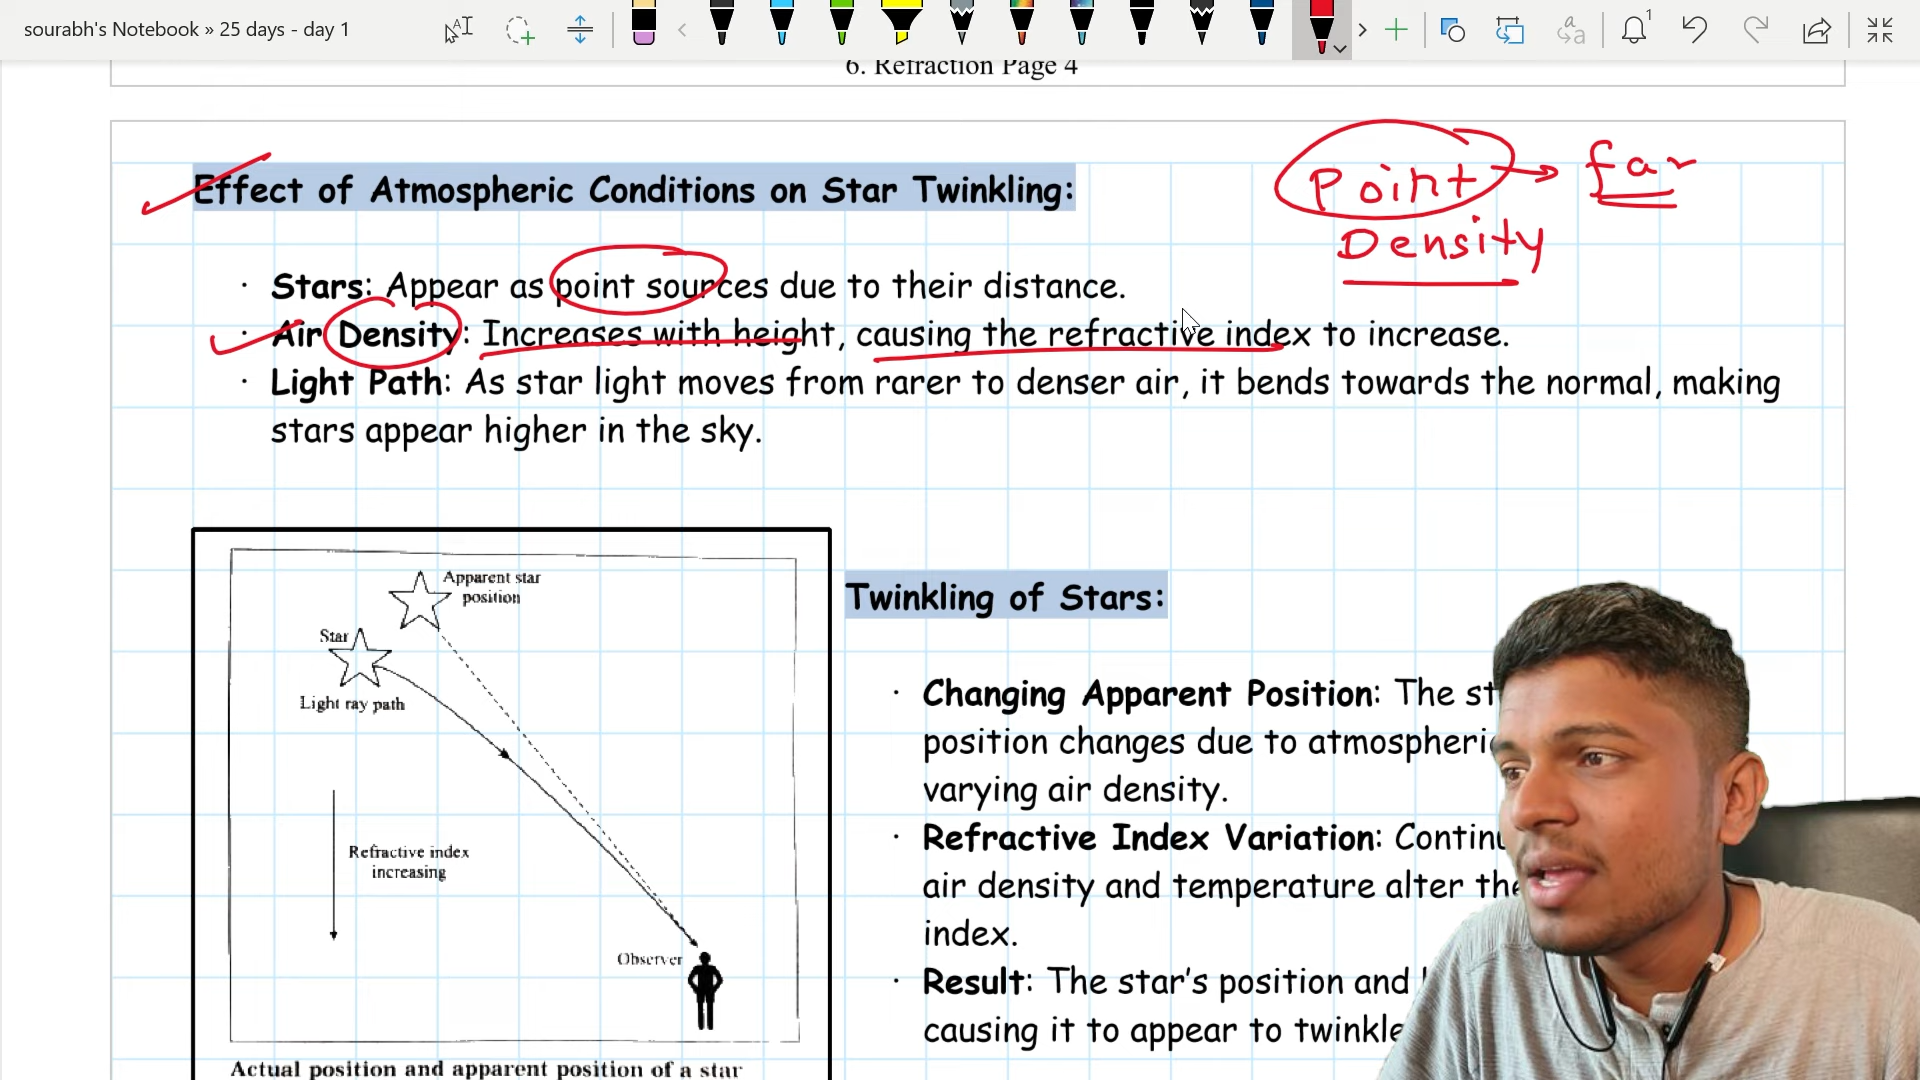 sourabh's Notebook » 25 days - day 1
1
6. Refraction Page 4
Point → far
Density
Effect of Atmospheric Conditions on Star Twinkling:
· Stars: Appear as point sources due to their distance.
· Air Density: Increases with height, causing the refractive index to increase.
· Light Path: As star light moves from rarer to denser air, it bends towards the normal, making
stars appear higher in the sky.
Apparent star
position
Star
Light ray path
Refractive index
increasing
Observer
Actual position and apparent position of a star
Twinkling of Stars:
· Changing Apparent Position: The
position changes due to
varying air density.
· Refractive Index Variation:
air density and temperature alter
index.
· Result: The star's position and
causing it to appear to twinkle